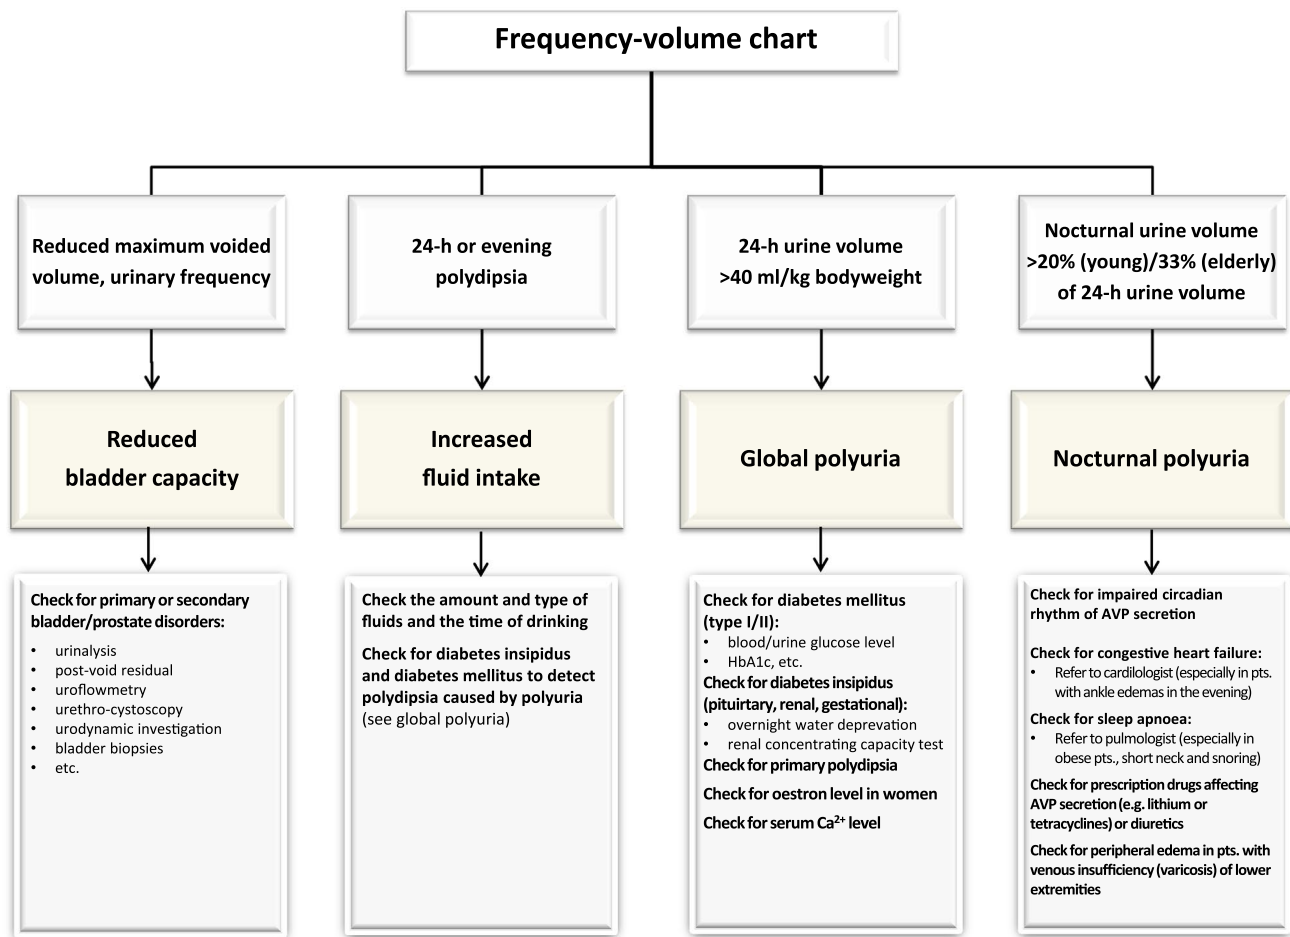 Frequency-volume chart
Reduced maximum voided
volume, urinary frequency
24-h or evening
polydipsia
24-h urine volume
>40 ml/kg bodyweight
Nocturnal urine volume
>20% (young)/33% (elderly)
of 24-h urine volume
Reduced
bladder capacity
Increased
fluid intake
Global polyuria
Nocturnal polyuria
Check for primary or secondary
bladder/prostate disorders:
• urinalysis
• post-void residual
• uroflowmetry
• urethro-cystoscopy
• urodynamic investigation
• bladder biopsies
• etc.
Check the amount and type of
fluids and the time of drinking
Check for diabetes insipidus
and diabetes mellitus to detect
polydipsia caused by polyuria
(see global polyuria)
Check for diabetes mellitus
(type I/II):
• blood/urine glucose level
• HbA1c, etc.
Check for diabetes insipidus
(pituirtary, renal, gestational):
• overnight water deprevation
• renal concentrating capacity test
Check for primary polydipsia
Check for oestron level in women
Check for serum Ca²⁺ level
Check for impaired circadian
rhythm of AVP secretion
Check for congestive heart failure:
• Refer to cardilologist (especially in pts.
with ankle edemas in the evening)
Check for sleep apnoea:
• Refer to pulmologist (especially in
obese pts., short neck and snoring)
Check for prescription drugs affecting
AVP secretion (e.g. lithium or
tetracyclines) or diuretics
Check for peripheral edema in pts. with
venous insufficiency (varicosis) of lower
extremities